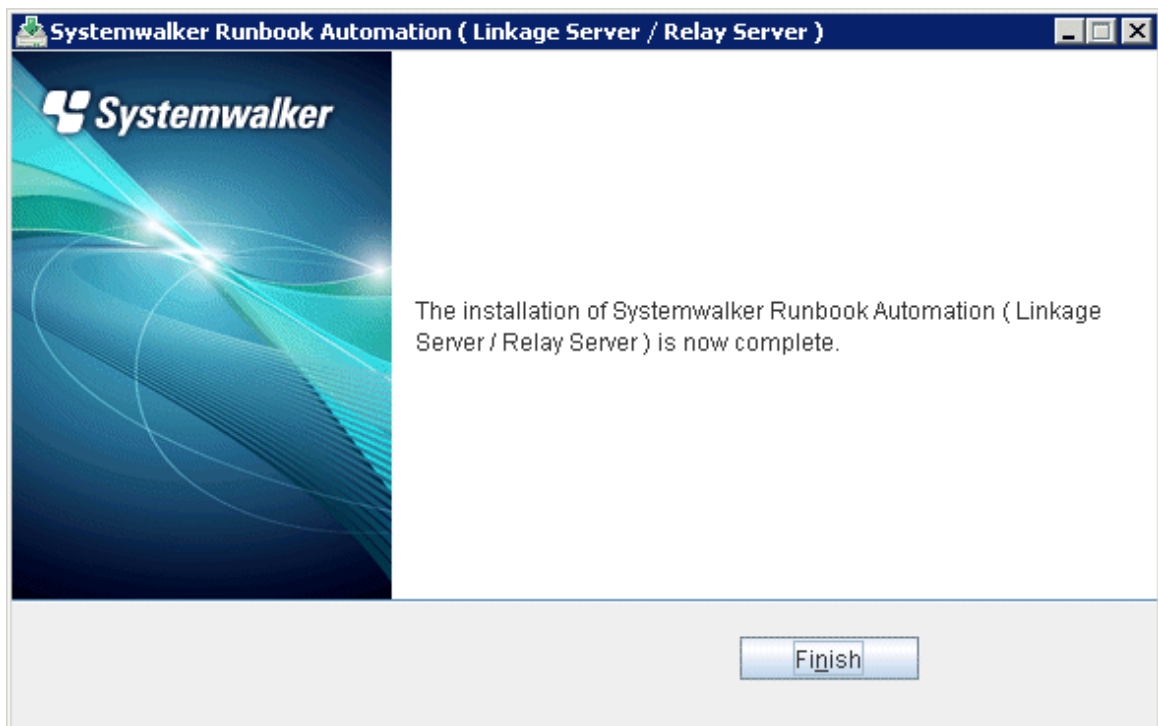 Systemwalker Runbook Automation ( Linkage Server / Relay Server )
Systemwalker
The installation of Systemwalker Runbook Automation ( Linkage
Server / Relay Server ) is now complete.
Finish